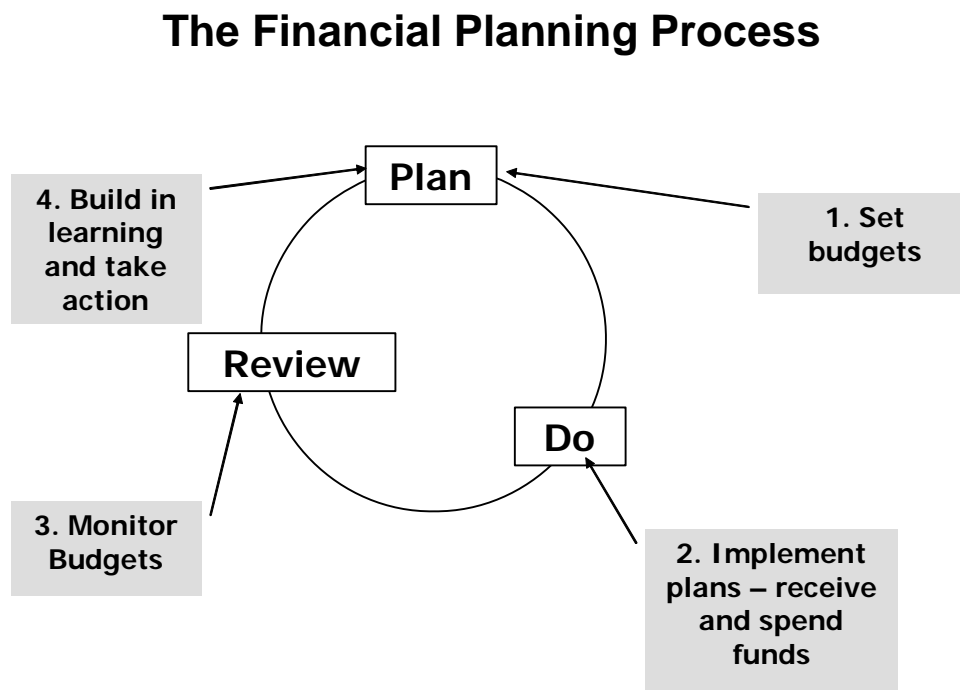 The Financial Planning Process
Plan
4. Build in
learning
and take
action
1. Set
budgets
Review
Do
3. Monitor
Budgets
2. Implement
plans – receive
and spend
funds